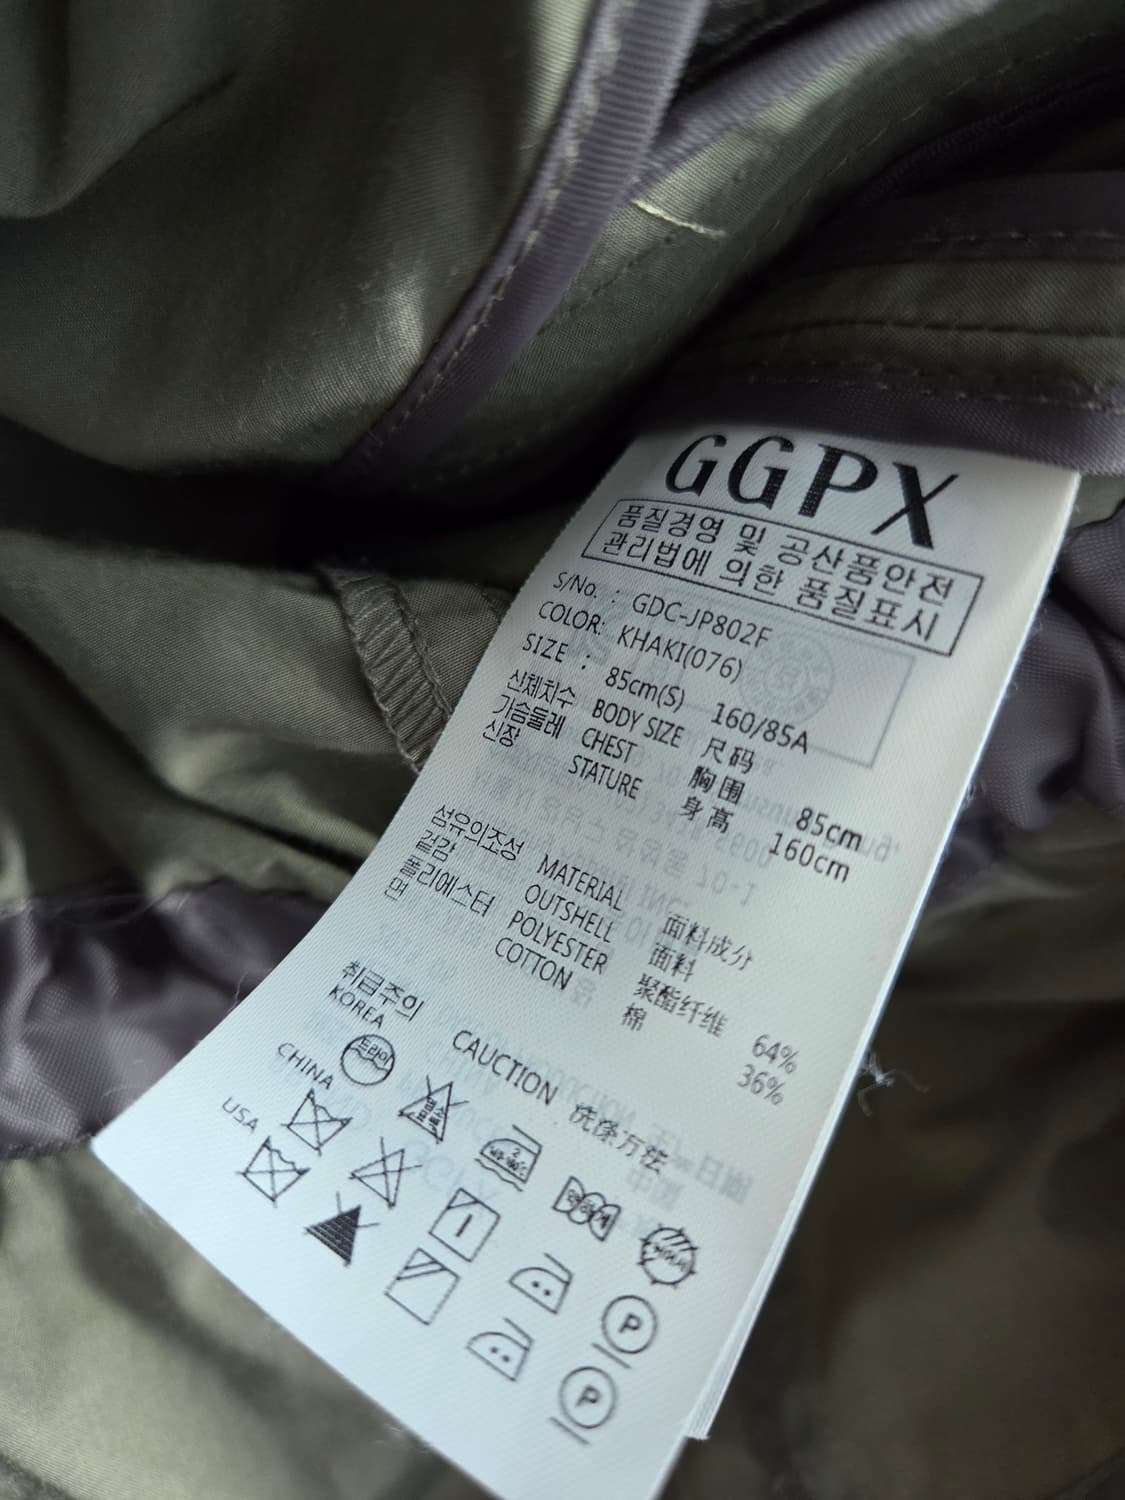 GGPX
품질경영 및 공산품안전
관리법에 의한 품질표시
S/No. : GDC-JP802F
COLOR: KHAKI(076)
SIZE : 85cm(S) 160/85A
신체치수 BODY SIZE 尺码
가슴둘레 CHEST 胸围 85cm
신장 STATURE 身高 160cm
섬유의조성 MATERIAL 面料成分
겉감 OUTSHELL 面料
폴리에스터 POLYESTER 聚酯纤维 64%
면 COTTON 棉 36%
취급주의 CAUCTION 洗涤方法
KOREA 드라이
CHINA P
USA P